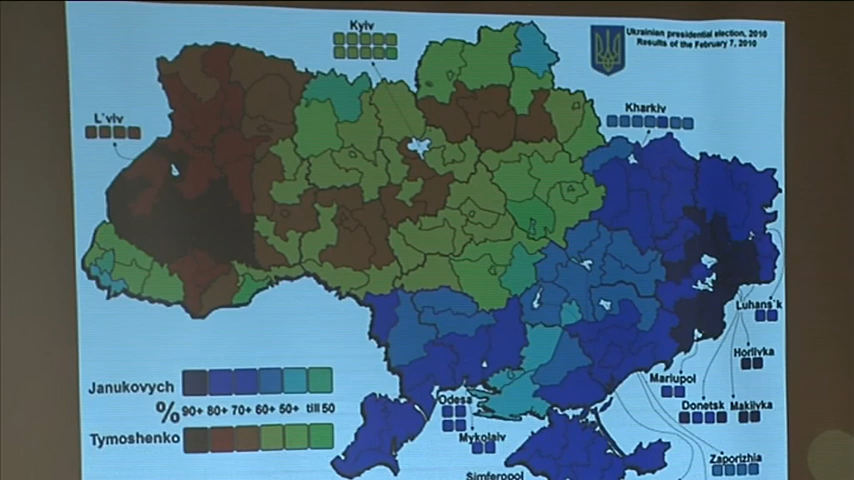 Kyiv
Ukrainian presidential election, 2010
Results of the February 7, 2010
L'viv
Kharkiv
Luhans'k
Horlivka
Mariupol
Donetsk
Makiivka
Janukovych
% 90+ 80+ 70+ 60+ 50+ till 50
Tymoshenko
Odesa
Mykolaiv
Zaporizhia
Simferopol